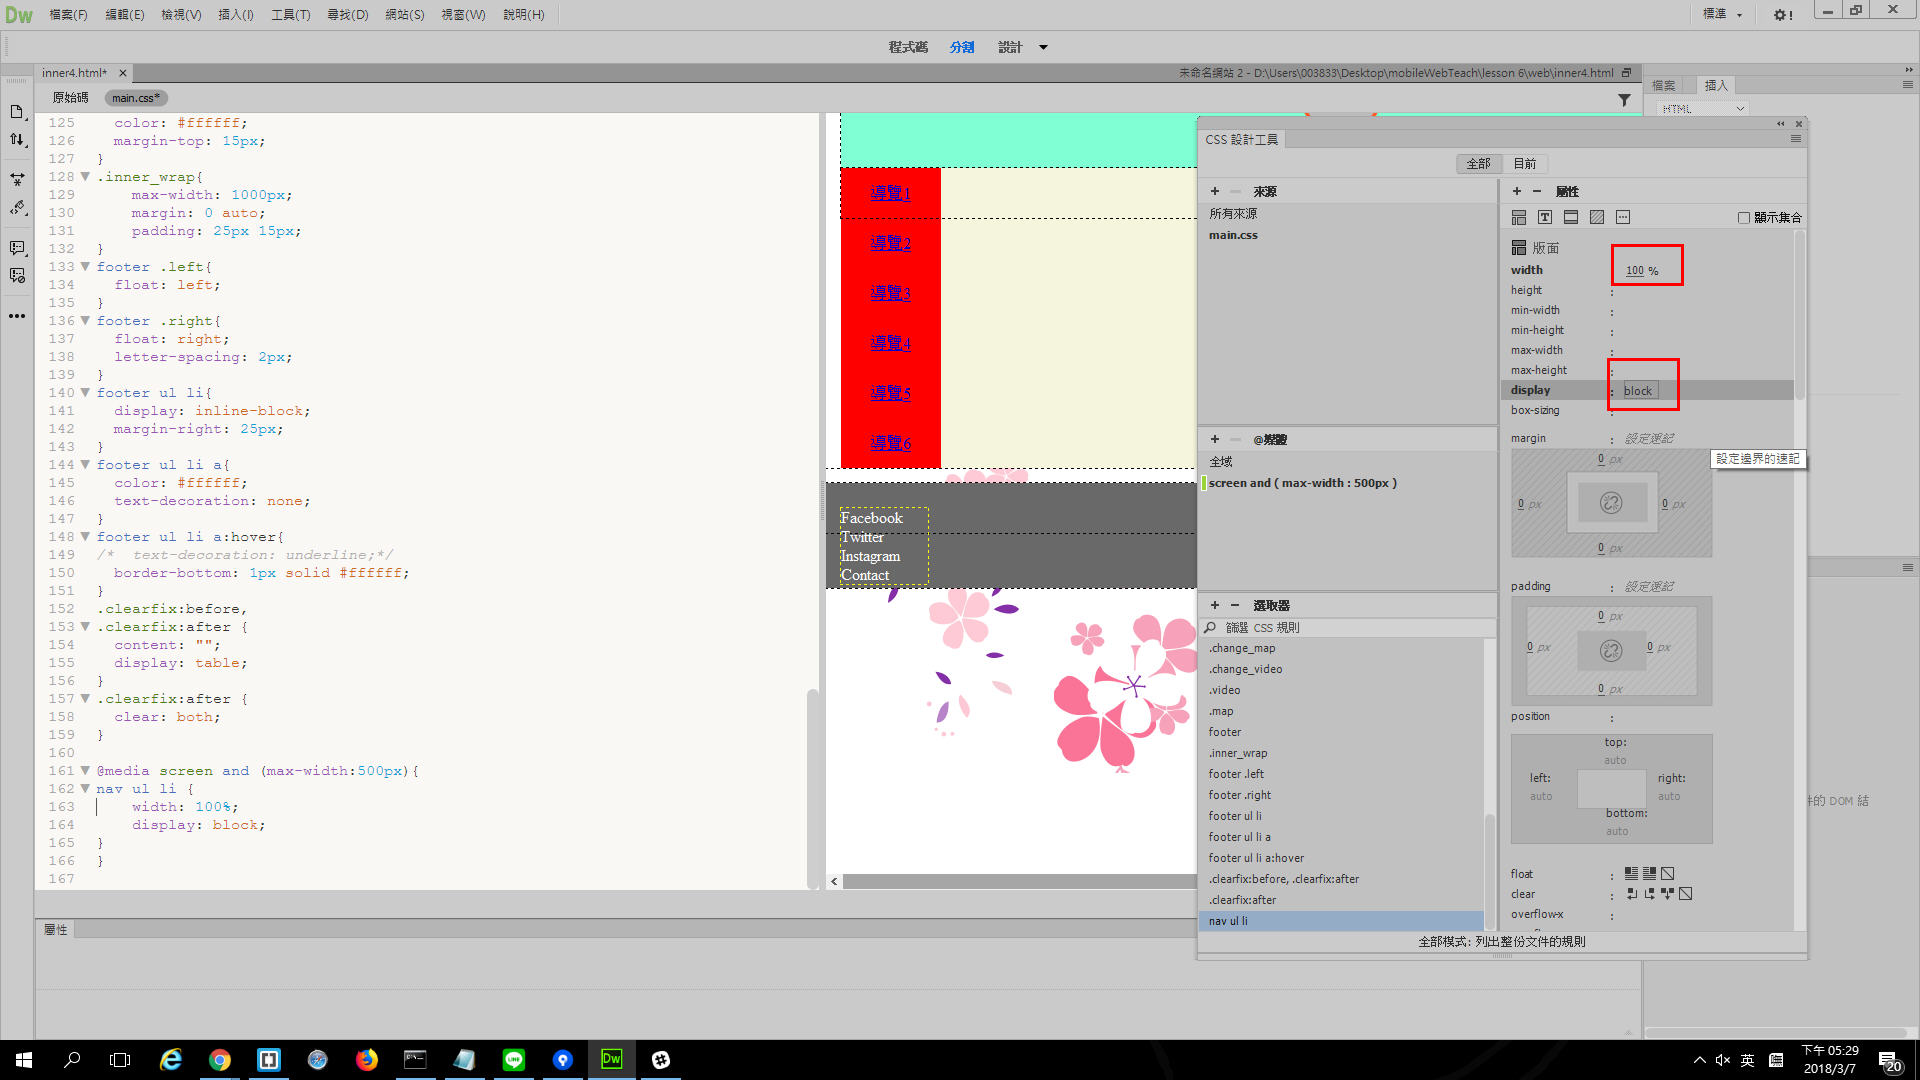 Dw 檔案(F) 編輯(E) 檢視(V) 插入(I) 工具(T) 尋找(D) 網站(S) 視窗(W) 說明(H) 標準
程式碼 分割 設計
inner4.html* 未命名網站 2 - D:\Users\003833\Desktop\mobileWebTeach\lesson 6\web\inner4.html
原始碼 main.css*
125 color: #ffffff;
126 margin-top: 15px;
127 }
128 .inner_wrap{
129 max-width: 1000px;
130 margin: 0 auto;
131 padding: 25px 15px;
132 }
133 footer .left{
134 float: left;
135 }
136 footer .right{
137 float: right;
138 letter-spacing: 2px;
139 }
140 footer ul li{
141 display: inline-block;
142 margin-right: 25px;
143 }
144 footer ul li a{
145 color: #ffffff;
146 text-decoration: none;
147 }
148 footer ul li a:hover{
149 /* text-decoration: underline;*/
150 border-bottom: 1px solid #ffffff;
151 }
152 .clearfix:before,
153 .clearfix:after {
154 content: "";
155 display: table;
156 }
157 .clearfix:after {
158 clear: both;
159 }
160
161 @media screen and (max-width:500px){
162 nav ul li {
163 width: 100%;
164 display: block;
165 }
166 }
167
導覽1
導覽2
導覽3
導覽4
導覽5
導覽6
Facebook
Twitter
Instagram
Contact
檔案 插入
HTML
CSS 設計工具
全部 目前
來源
所有來源
main.css
@媒體
全域
screen and ( max-width : 500px )
選取器
篩選 CSS 規則
.change_map
.change_video
.video
.map
footer
.inner_wrap
footer .left
footer .right
footer ul li
footer ul li a
footer ul li a:hover
.clearfix:before, .clearfix:after
.clearfix:after
nav ul li
屬性
顯示集合
版面
width 100 %
height :
min-width :
min-height :
max-width :
max-height :
display : block
box-sizing :
margin : 設定速記
設定邊界的速記
0 px
0 px 0 px
0 px
padding : 設定速記
0 px
0 px 0 px
0 px
position :
top:
auto
left: right:
auto auto
bottom:
auto
float :
clear :
overflow-x :
全部模式: 列出整份文件的規則
件的 DOM 結
屬性
英
下午 05:29
2018/3/7
20